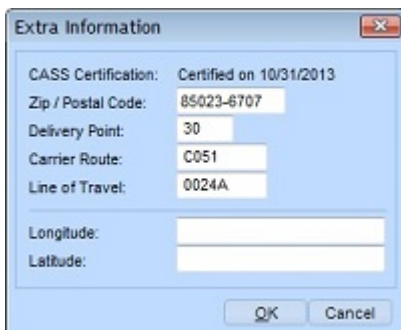 Extra Information
CASS Certification: Certified on 10/31/2013
Zip / Postal Code: 85023-6707
Delivery Point: 30
Carrier Route: C051
Line of Travel: 0024A
Longitude:
Latitude:
OK Cancel